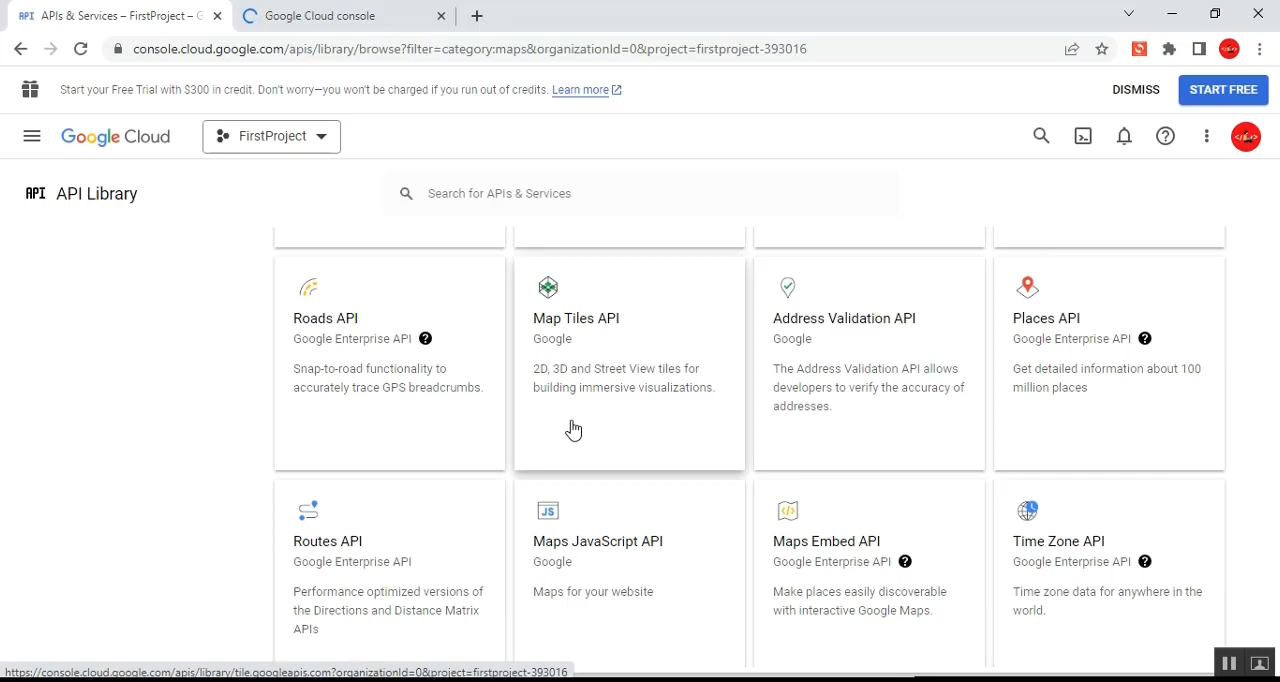 API APIs & Services – FirstProject – G
Google Cloud console
console.cloud.google.com/apis/library/browse?filter=category:maps&organizationId=0&project=firstproject-393016
Start your Free Trial with $300 in credit. Don't worry—you won't be charged if you run out of credits. Learn more
DISMISS
START FREE
Google Cloud
FirstProject
API API Library
Search for APIs & Services
Roads API
Google Enterprise API
Snap-to-road functionality to
accurately trace GPS breadcrumbs.
Map Tiles API
Google
2D, 3D and Street View tiles for
building immersive visualizations.
Address Validation API
Google
The Address Validation API allows
developers to verify the accuracy of
addresses.
Places API
Google Enterprise API
Get detailed information about 100
million places
Routes API
Google Enterprise API
Performance optimized versions of
the Directions and Distance Matrix
APIs
JS
Maps JavaScript API
Google
Maps for your website
Maps Embed API
Google Enterprise API
Make places easily discoverable
with interactive Google Maps.
Time Zone API
Google Enterprise API
Time zone data for anywhere in the
world.
https://console.cloud.google.com/apis/library/tile.googleapis.com?organizationId=0&project=firstproject-393016